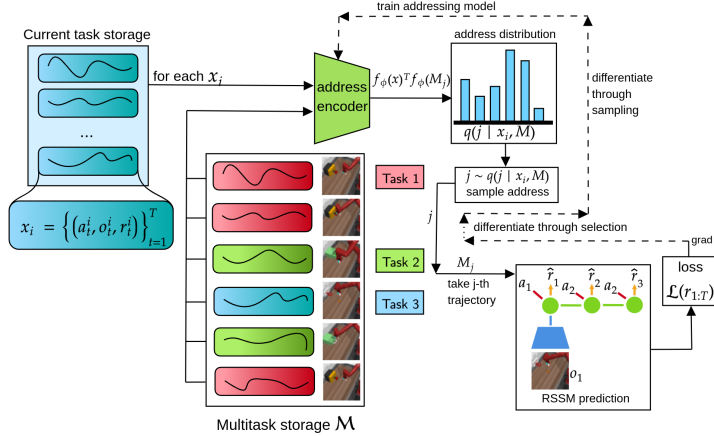 train addressing model
Current task storage
address distribution
for each x_i
address
encoder
f_ϕ(x)^T f_ϕ(M_j)
differentiate
through
sampling
...
q(j | x_i, M)
Task 1
j ~ q(j | x_i, M)
sample address
x_i = {(a_t^i, o_t^i, r_t^i)}_{t=1}^T
j
differentiate through selection
grad
Task 2
M_j
take j-th
trajectory
loss
ℒ(r_{1:T})
Task 3
a_1 r̂_1 a_2 r̂_2 a_2 r̂_3
o_1
RSSM prediction
Multitask storage M